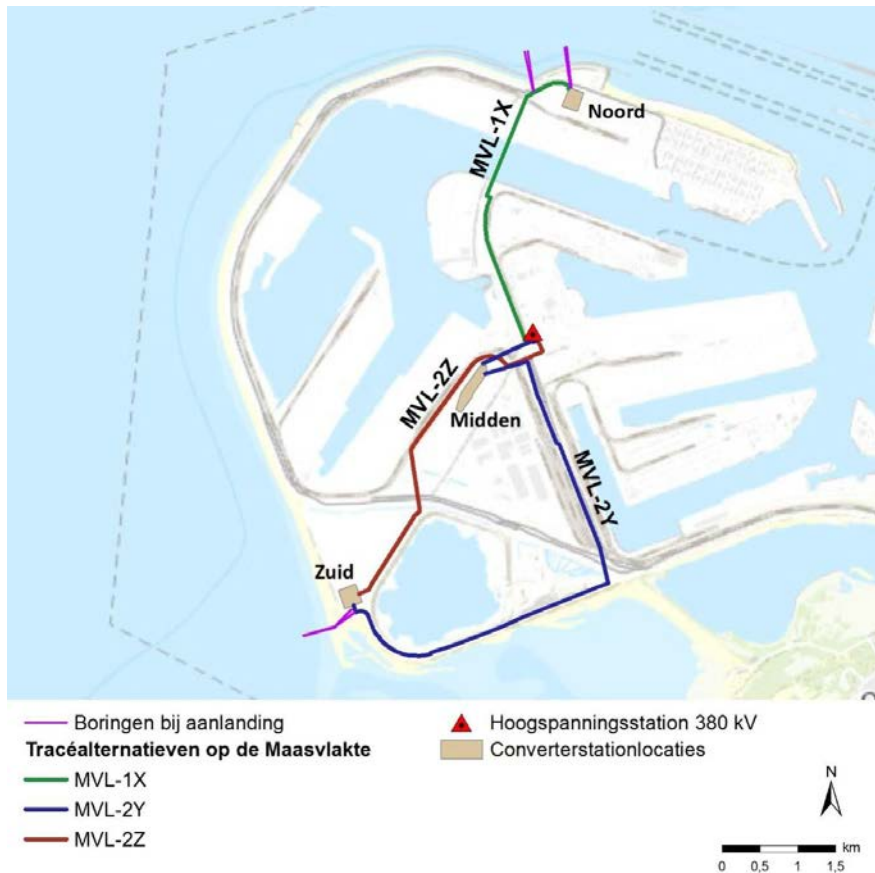 MVL-1X
Noord
MVL-2Z
Midden
MVL-2Y
Zuid
Boringen bij aanlanding
Tracéalternatieven op de Maasvlakte
MVL-1X
MVL-2Y
MVL-2Z
Hoogspanningsstation 380 kV
Converterstationlocaties
N
km
0 0,5 1 1,5